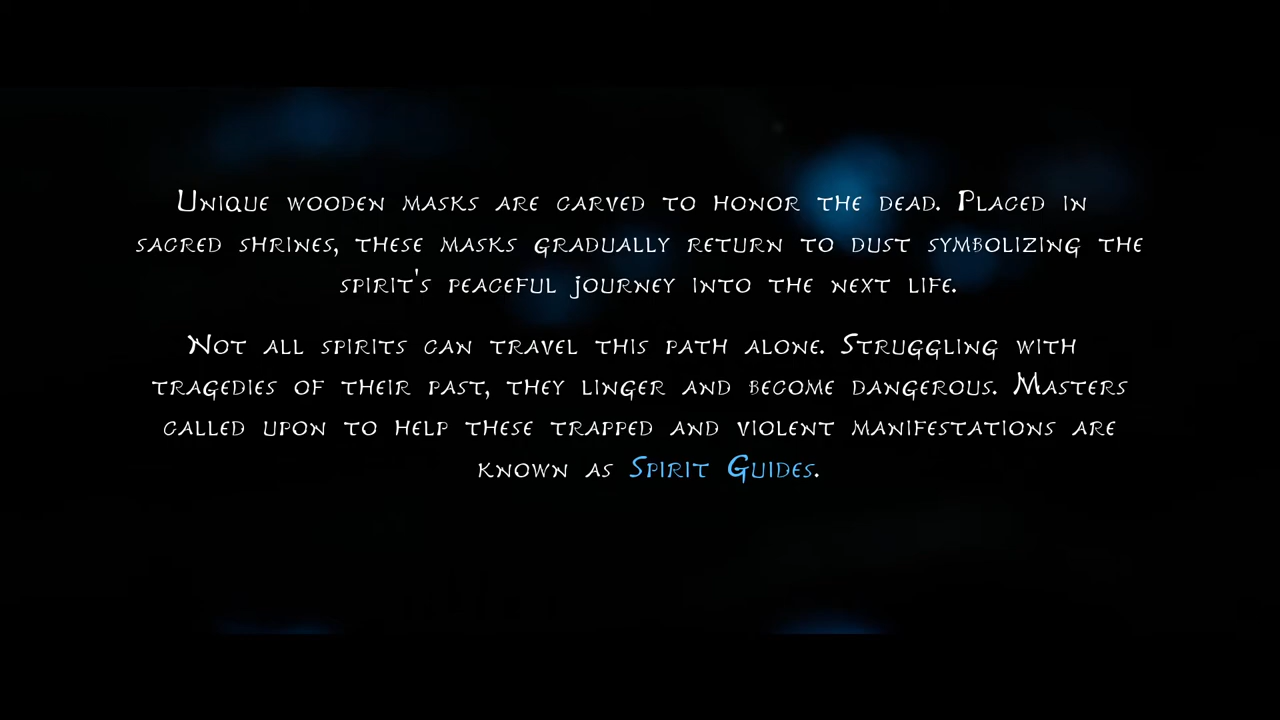 Unique wooden masks are carved to honor the dead. Placed in
sacred shrines, these masks gradually return to dust symbolizing the
spirit's peaceful journey into the next life.
Not all spirits can travel this path alone. Struggling with
tragedies of their past, they linger and become dangerous. Masters
called upon to help these trapped and violent manifestations are
known as Spirit Guides.